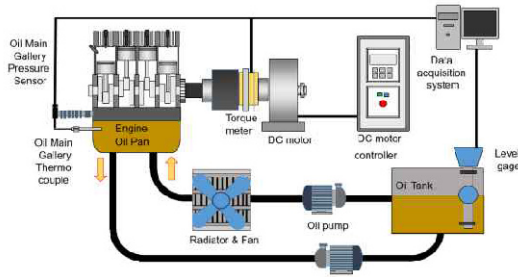 Oil Main
Gallery
Pressure
Sensor
Data
acquisition
system
Torque
meter
DC motor
DC motor
controller
Oil Main
Gallery
Thermo
couple
Engine
Oil Pan
Level
gage
Oil Tank
Radiator & Fan
Oil pump